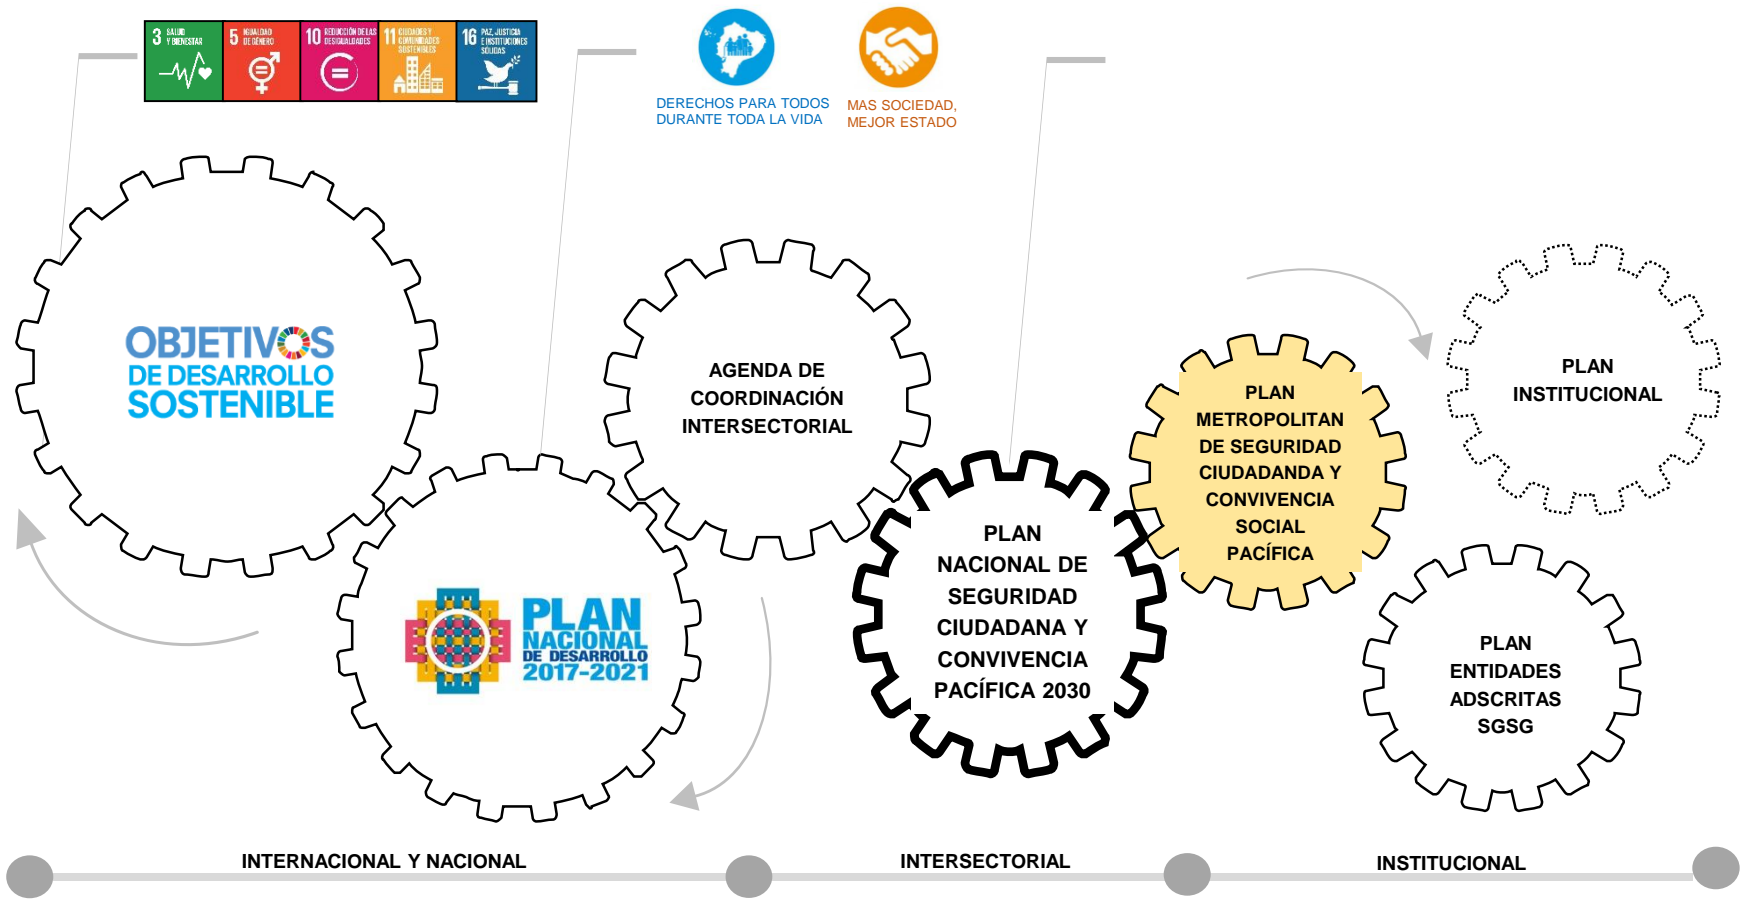 3 SALUD
Y BIENESTAR
5 IGUALDAD
DE GÉNERO
10 REDUCCIÓN DE LAS
DESIGUALDADES
11 CIUDADES Y
COMUNIDADES
SOSTENIBLES
16 PAZ, JUSTICIA
E INSTITUCIONES
SÓLIDAS
DERECHOS PARA TODOS
DURANTE TODA LA VIDA
MAS SOCIEDAD,
MEJOR ESTADO
OBJETIVOS
DE DESARROLLO
SOSTENIBLE
PLAN
NACIONAL
DE DESARROLLO
2017-2021
AGENDA DE
COORDINACIÓN
INTERSECTORIAL
PLAN
NACIONAL DE
SEGURIDAD
CIUDADANA Y
CONVIVENCIA
PACÍFICA 2030
PLAN
METROPOLITAN
DE SEGURIDAD
CIUDADANDA Y
CONVIVENCIA
SOCIAL
PACÍFICA
PLAN
INSTITUCIONAL
PLAN
ENTIDADES
ADSCRITAS
SGSG
INTERNACIONAL Y NACIONAL
INTERSECTORIAL
INSTITUCIONAL